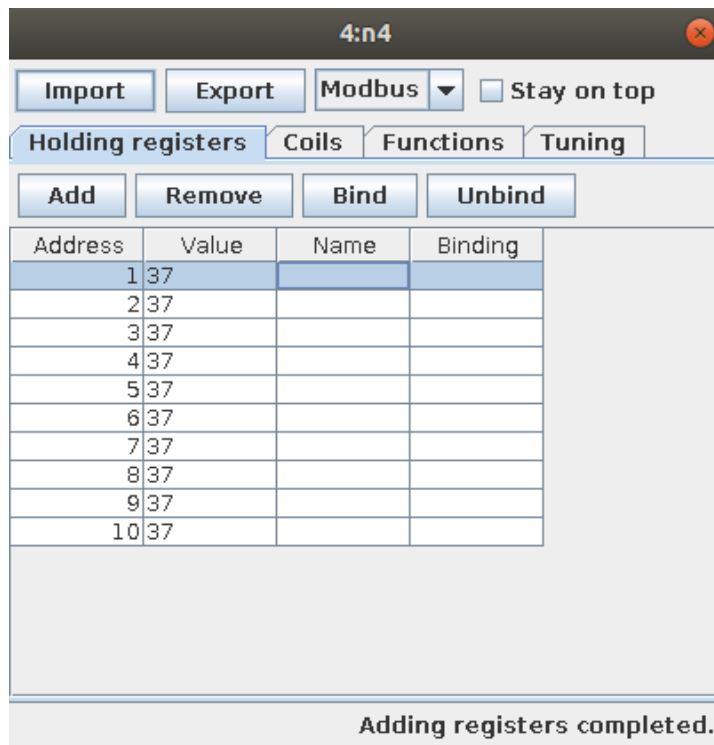 4:n4
Import Export Modbus Stay on top
Holding registers Coils Functions Tuning
Add Remove Bind Unbind
Address Value Name Binding
1 37
2 37
3 37
4 37
5 37
6 37
7 37
8 37
9 37
10 37
Adding registers completed.